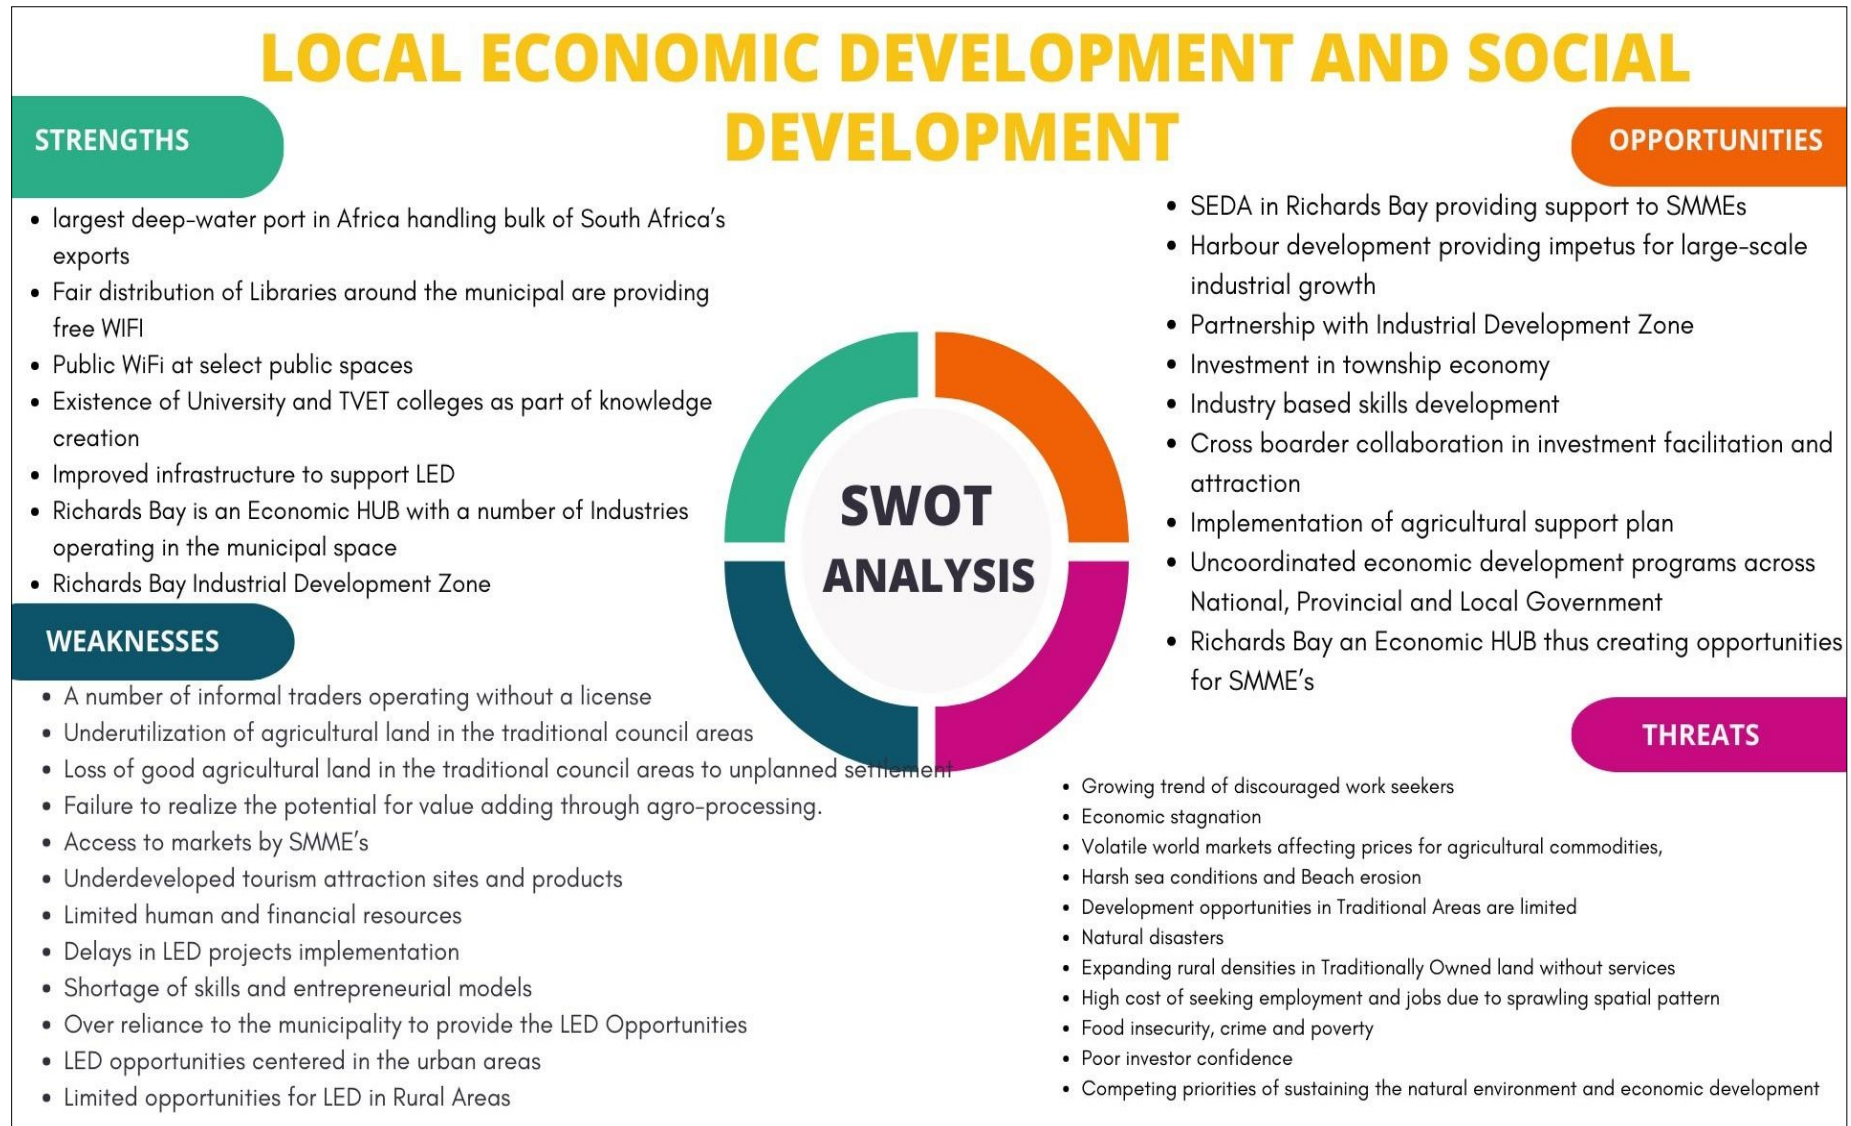 LOCAL ECONOMIC DEVELOPMENT AND SOCIAL
DEVELOPMENT
STRENGTHS
largest deep-water port in Africa handling bulk of South Africa's
exports
Fair distribution of Libraries around the municipal are providing
free WIFI
Public WiFi at select public spaces
Existence of University and TVET colleges as part of knowledge
creation
Improved infrastructure to support LED
Richards Bay is an Economic HUB with a number of Industries
operating in the municipal space
Richards Bay Industrial Development Zone
WEAKNESSES
A number of informal traders operating without a license
Underutilization of agricultural land in the traditional council areas
Loss of good agricultural land in the traditional council areas to unplanned settlement
Failure to realize the potential for value adding through agro-processing.
Access to markets by SMME's
Underdeveloped tourism attraction sites and products
Limited human and financial resources
Delays in LED projects implementation
Shortage of skills and entrepreneurial models
Over reliance to the municipality to provide the LED Opportunities
LED opportunities centered in the urban areas
Limited opportunities for LED in Rural Areas
SWOT
ANALYSIS
OPPORTUNITIES
SEDA in Richards Bay providing support to SMMEs
Harbour development providing impetus for large-scale
industrial growth
Partnership with Industrial Development Zone
Investment in township economy
Industry based skills development
Cross boarder collaboration in investment facilitation and
attraction
Implementation of agricultural support plan
Uncoordinated economic development programs across
National, Provincial and Local Government
Richards Bay an Economic HUB thus creating opportunities
for SMME's
THREATS
Growing trend of discouraged work seekers
Economic stagnation
Volatile world markets affecting prices for agricultural commodities,
Harsh sea conditions and Beach erosion
Development opportunities in Traditional Areas are limited
Natural disasters
Expanding rural densities in Traditionally Owned land without services
High cost of seeking employment and jobs due to sprawling spatial pattern
Food insecurity, crime and poverty
Poor investor confidence
Competing priorities of sustaining the natural environment and economic development